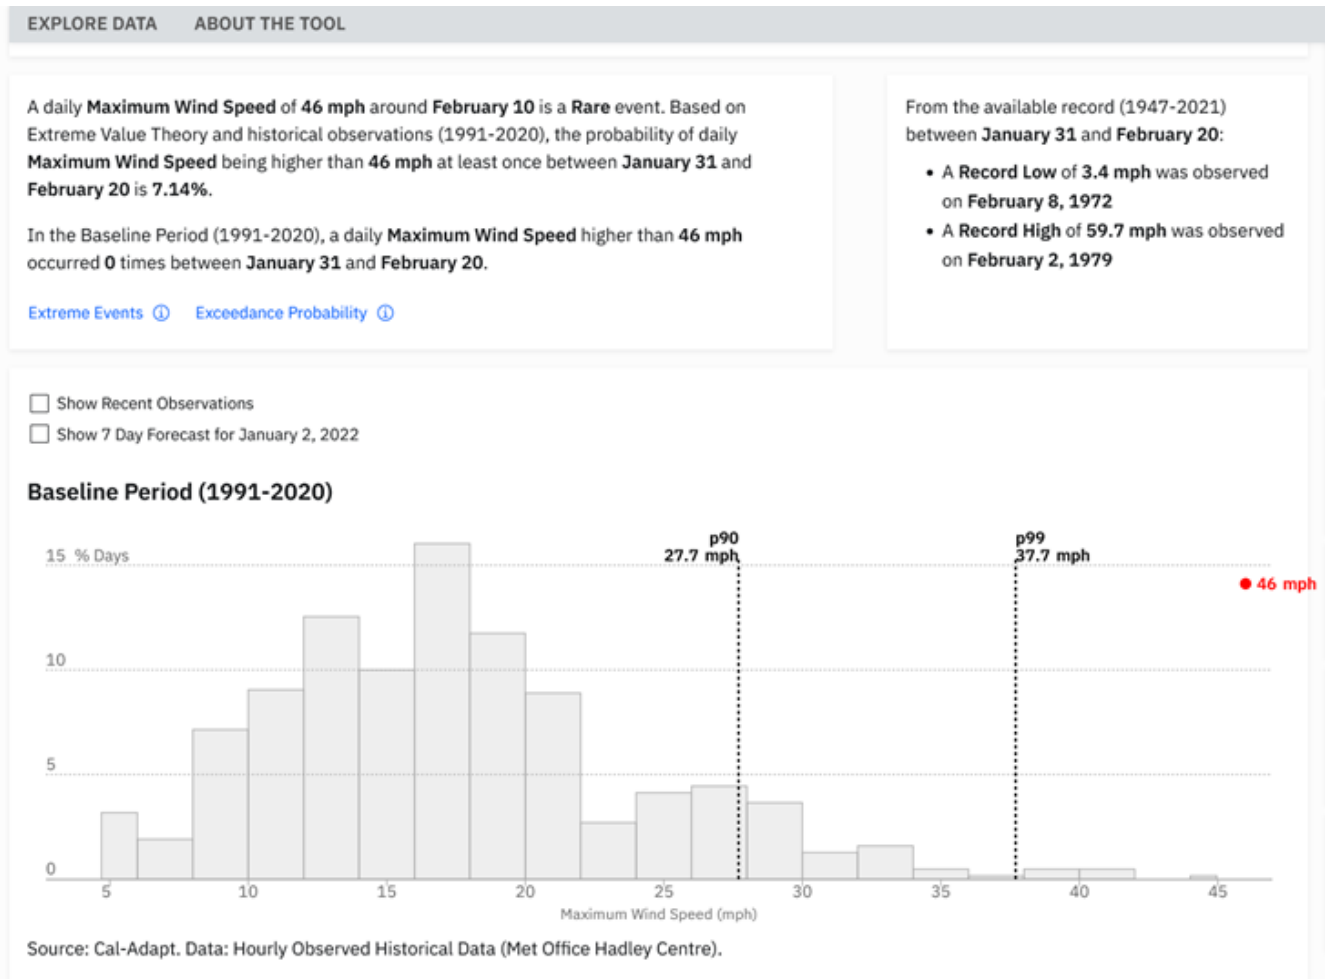 EXPLORE DATA ABOUT THE TOOL
A daily Maximum Wind Speed of 46 mph around February 10 is a Rare event. Based on
Extreme Value Theory and historical observations (1991-2020), the probability of daily
Maximum Wind Speed being higher than 46 mph at least once between January 31 and
February 20 is 7.14%.
In the Baseline Period (1991-2020), a daily Maximum Wind Speed higher than 46 mph
occurred 0 times between January 31 and February 20.
Extreme Events Exceedance Probability
From the available record (1947-2021)
between January 31 and February 20:
• A Record Low of 3.4 mph was observed
on February 8, 1972
• A Record High of 59.7 mph was observed
on February 2, 1979
Show Recent Observations
Show 7 Day Forecast for January 2, 2022
Baseline Period (1991-2020)
p90
27.7 mph
p99
37.7 mph
46 mph
15 % Days
10
5
0
5 10 15 20 25 30 35 40 45
Maximum Wind Speed (mph)
Source: Cal-Adapt. Data: Hourly Observed Historical Data (Met Office Hadley Centre).